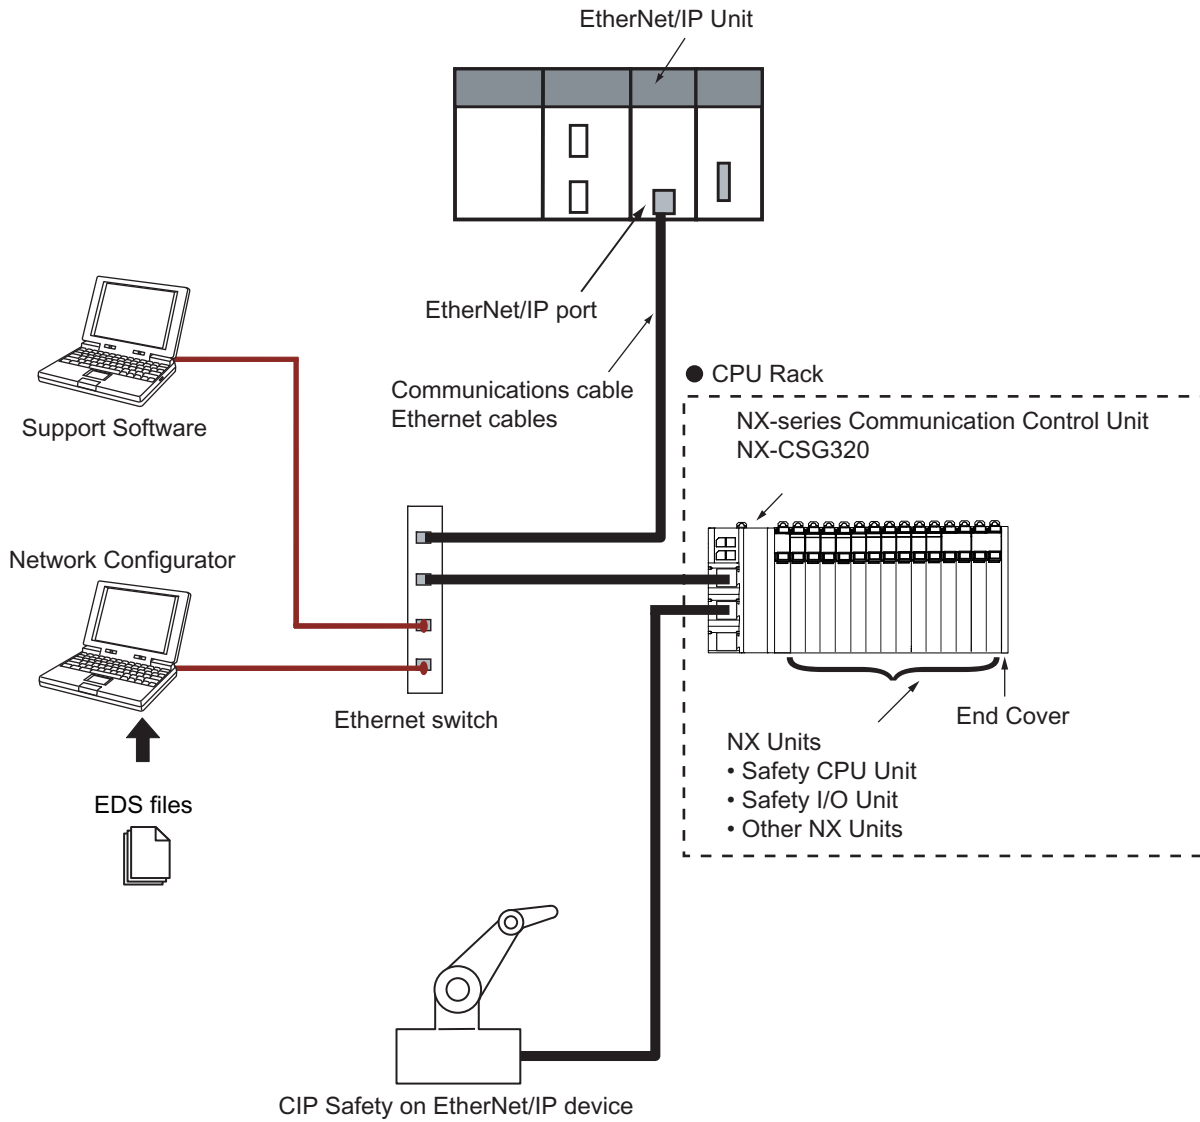 EtherNet/IP Unit
EtherNet/IP port
Communications cable
Ethernet cables
Support Software
● CPU Rack
NX-series Communication Control Unit
NX-CSG320
Network Configurator
Ethernet switch
End Cover
NX Units
• Safety CPU Unit
• Safety I/O Unit
• Other NX Units
EDS files
CIP Safety on EtherNet/IP device